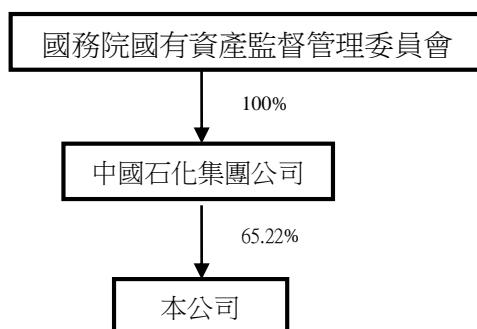 國務院國有資產監督管理委員會
100%
中國石化集團公司
65.22%
本公司